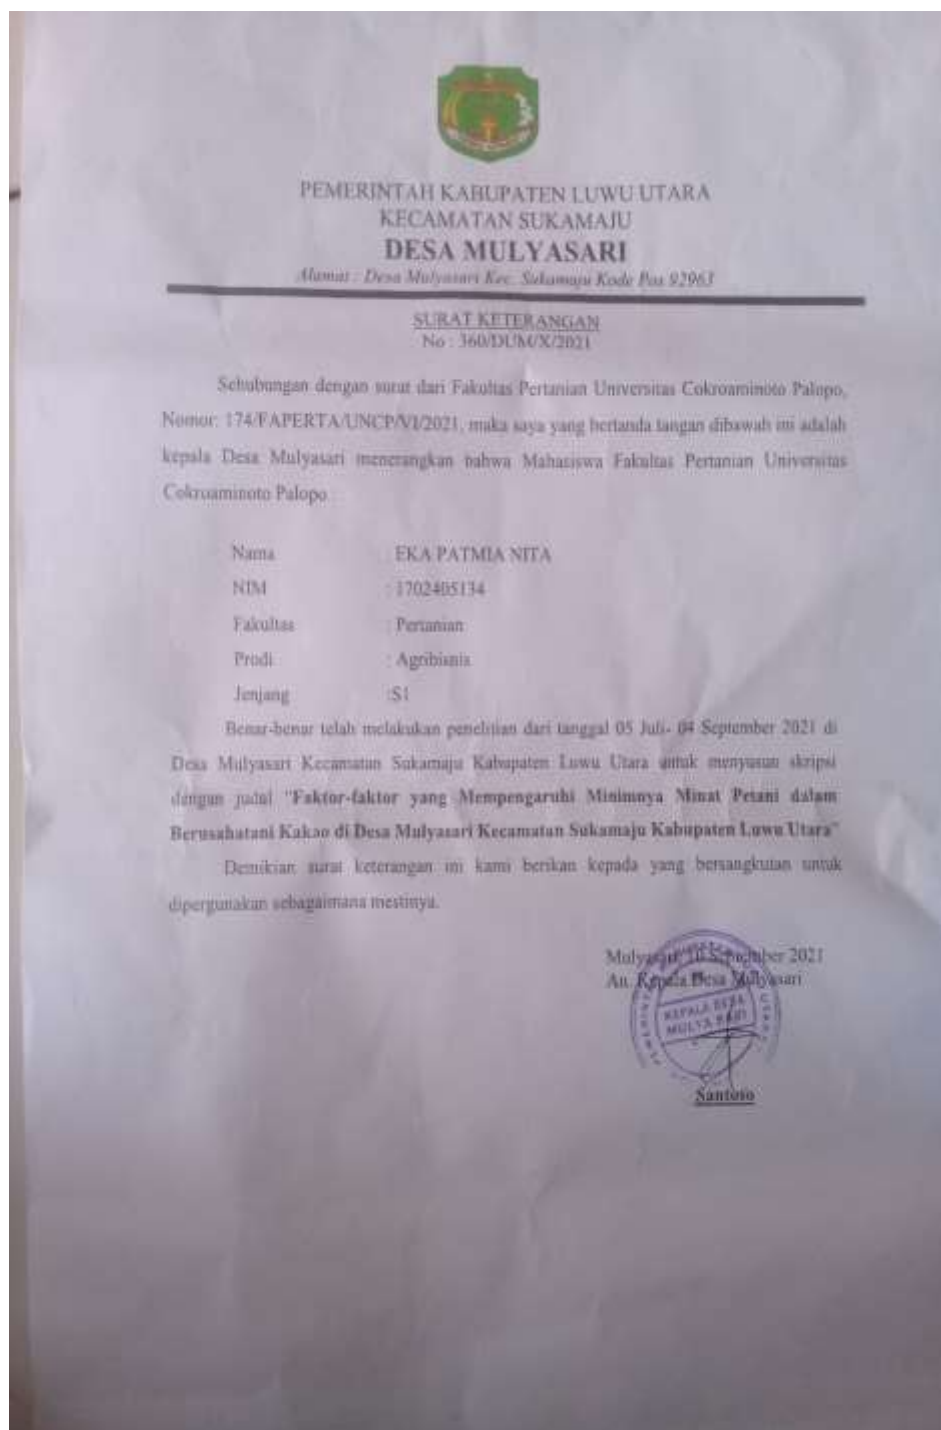 PEMERINTAH KABUPATEN LUWU UTARA
KECAMATAN SUKAMAJU
DESA MULYASARI
Alamat : Desa Mulyasari Kec. Sukamaju Kode Pos 92963
SURAT KETERANGAN
No : 360/DUM/X/2021
Sehubungan dengan surat dari Fakultas Pertanian Universitas Cokroaminoto Palopo,
Nomor: 174/FAPERTA/UNCP/VI/2021, maka saya yang bertanda tangan dibawah ini adalah
kepala Desa Mulyasari menerangkan bahwa Mahasiswa Fakultas Pertanian Universitas
Cokroaminoto Palopo :
Nama : EKA PATMIA NITA
NIM : 1702405134
Fakultas : Pertanian
Prodi : Agribisnis
Jenjang :S1
Benar-benar telah melakukan penelitian dari tanggal 05 Juli- 04 September 2021 di
Desa Mulyasari Kecamatan Sukamaju Kabupaten Luwu Utara untuk menyusun skripsi
dengan judul "Faktor-faktor yang Mempengaruhi Minimnya Minat Petani dalam
Berusahatani Kakao di Desa Mulyasari Kecamatan Sukamaju Kabupaten Luwu Utara"
Demikian surat keterangan ini kami berikan kepada yang bersangkutan untuk
dipergunakan sebagaimana mestinya.
Mulyasari, 10 September 2021
An. Kepala Desa Mulyasari
KEPALA DESA
MULYA SARI
Santoso